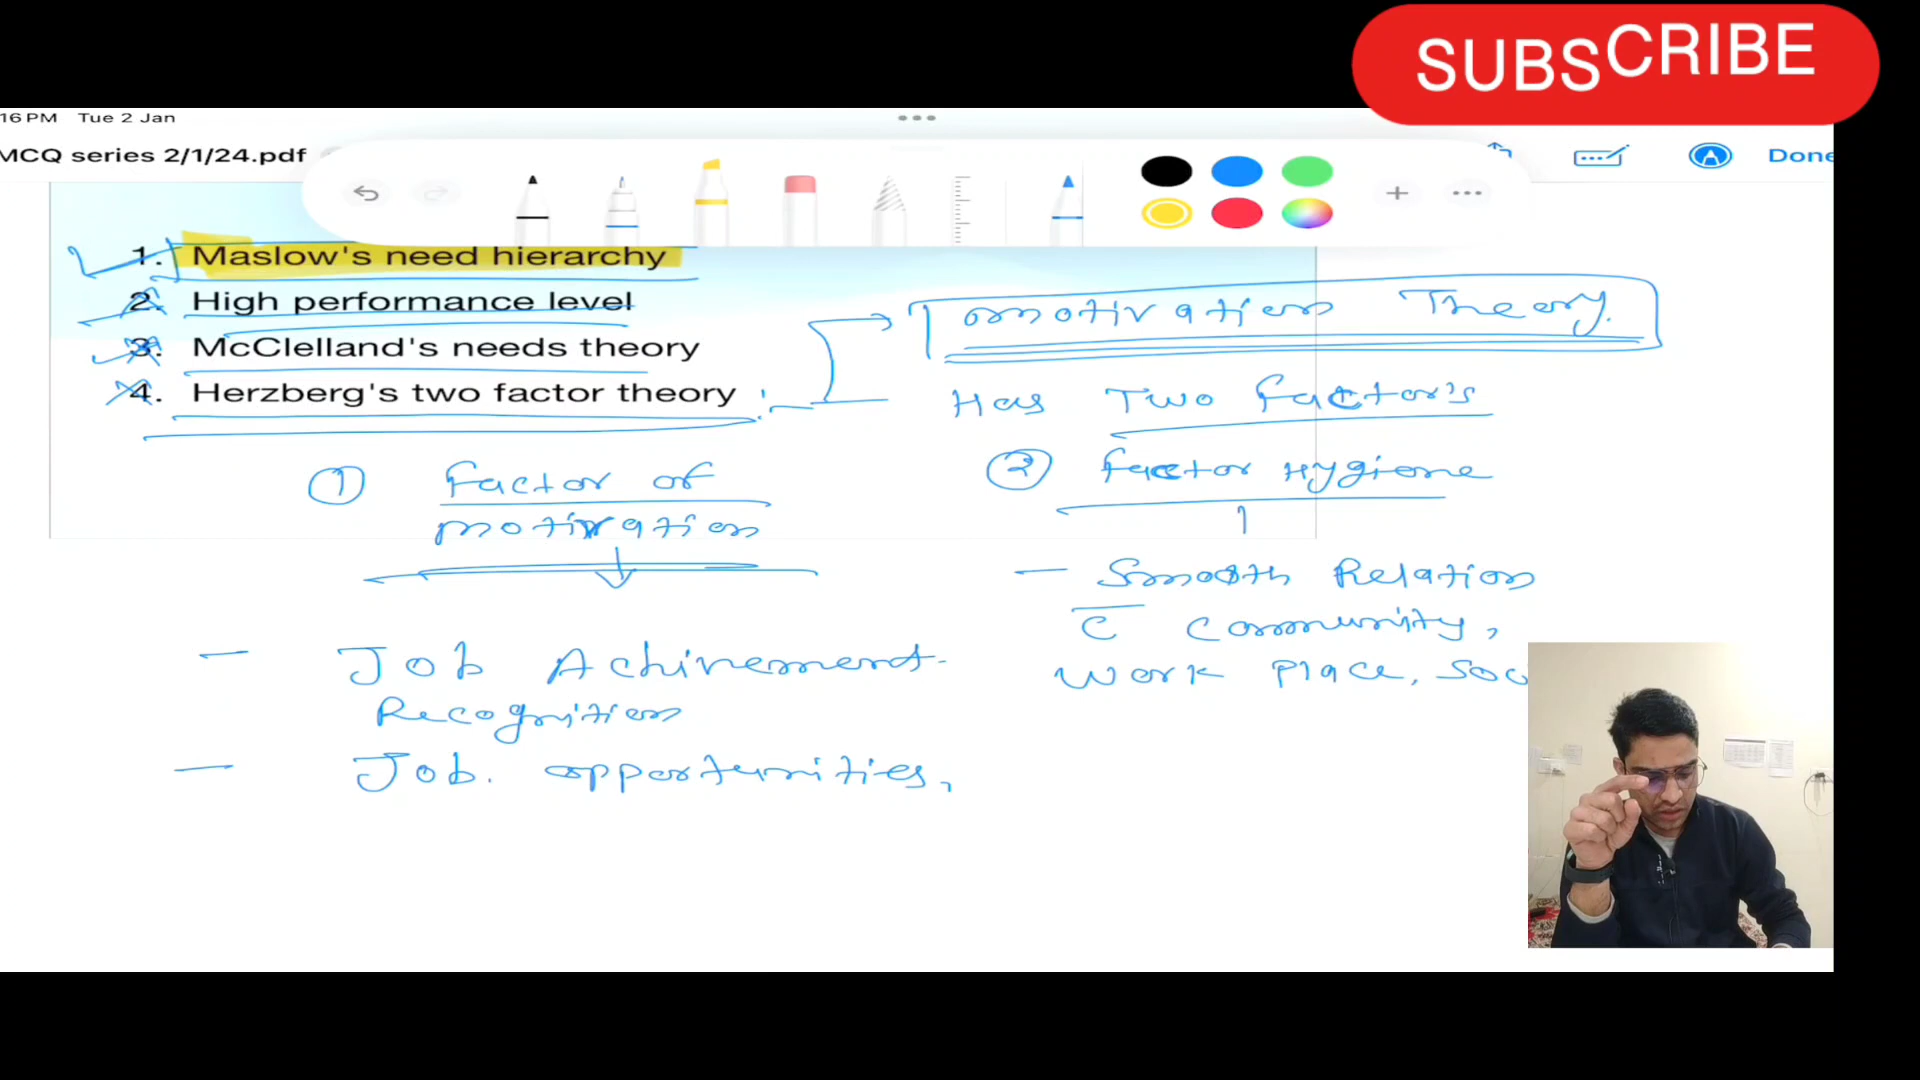 SUBSCRIBE
16 PM Tue 2 Jan
MCQ series 2/1/24.pdf
Done
1. Maslow's need hierarchy
2. High performance level
3. McClelland's needs theory
4. Herzberg's two factor theory
motivation Theory.
Has Two factor's
① factor of
motivation
② factor Hygiene
- Smooth Relation
c̅ community,
work place, soc
- Job Achivement
Recognition
- Job. opportunities,